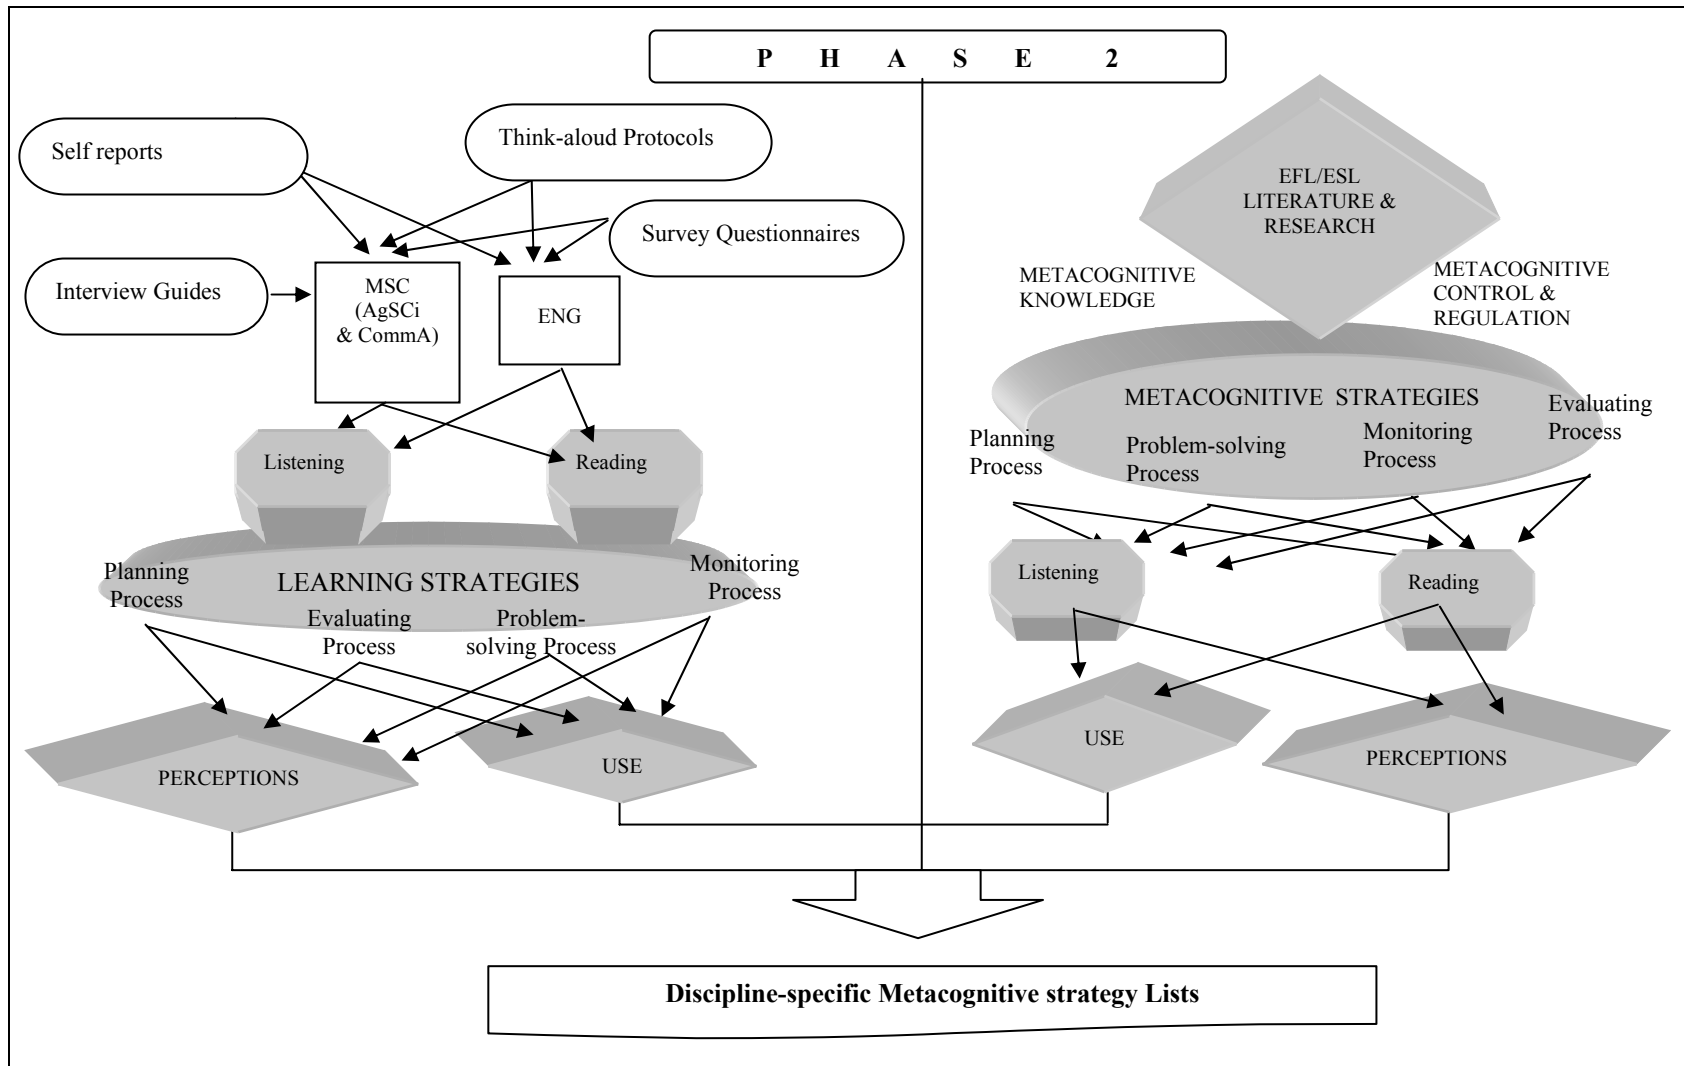 P H A S E 2
Self reports
Think-aloud Protocols
Survey Questionnaires
Interview Guides
MSC
(AgSCi
& CommA)
ENG
Listening
Reading
Planning
Process
LEARNING STRATEGIES
Monitoring
Process
Evaluating
Process
Problem-
solving Process
PERCEPTIONS
USE
EFL/ESL
LITERATURE &
RESEARCH
METACOGNITIVE
KNOWLEDGE
METACOGNITIVE
CONTROL &
REGULATION
METACOGNITIVE STRATEGIES
Planning
Process
Problem-solving
Process
Monitoring
Process
Evaluating
Process
Listening
Reading
USE
PERCEPTIONS
Discipline-specific Metacognitive strategy Lists